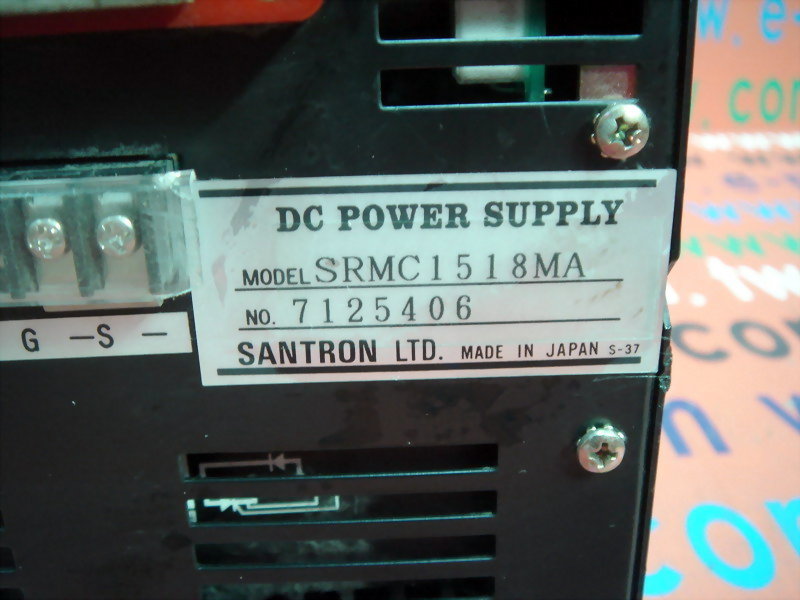 DC POWER SUPPLY
MODEL SRMC1518MA
NO. 7125406
SANTRON LTD. MADE IN JAPAN S-37
G -S -